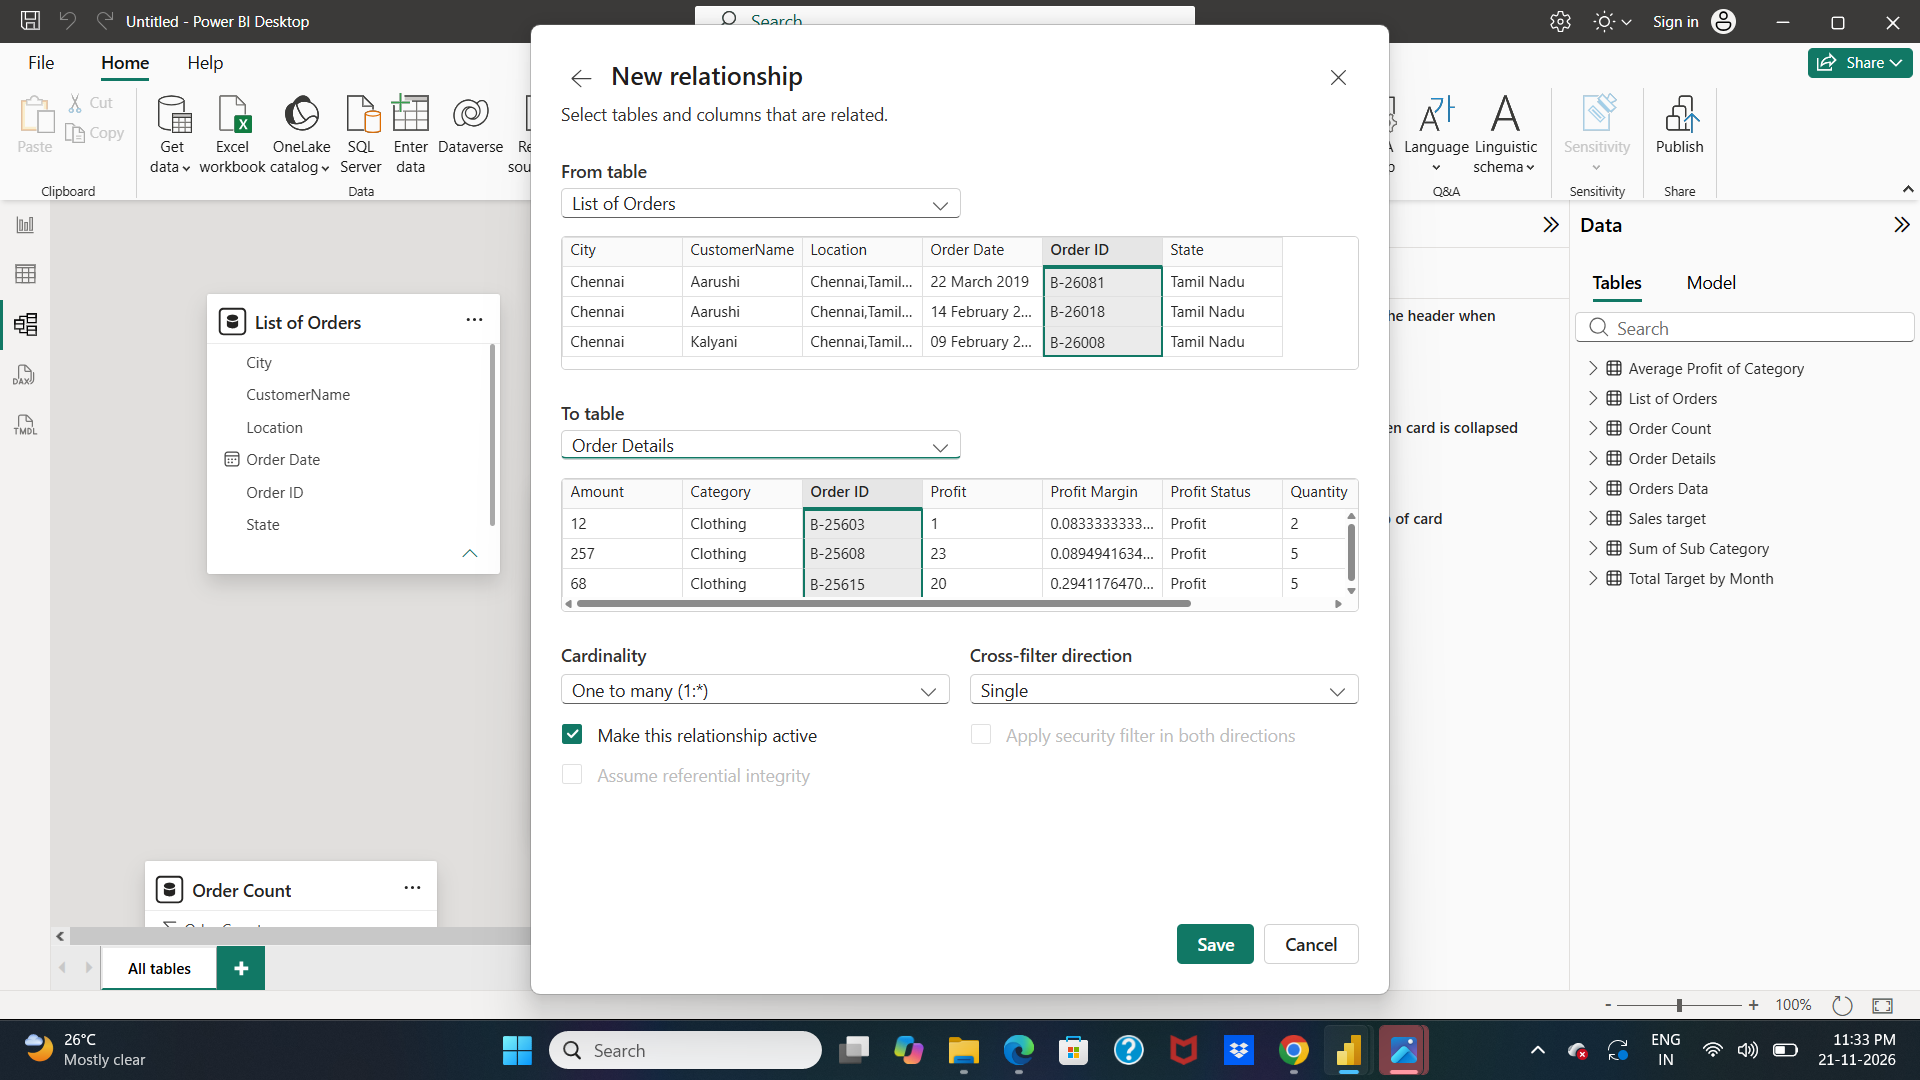 Untitled - Power BI Desktop
Search
Sign in
File
Home
Help
Share
Paste
Cut
Copy
Clipboard
Get data
Excel workbook
OneLake catalog
SQL Server
Enter data
Dataverse
Data
Language
Linguistic schema
Q&A
Sensitivity
Sensitivity
Publish
Share
New relationship
Select tables and columns that are related.
From table
List of Orders
City CustomerName Location Order Date Order ID State
Chennai Aarushi Chennai,Tamil... 22 March 2019 B-26081 Tamil Nadu
Chennai Aarushi Chennai,Tamil... 14 February 2... B-26018 Tamil Nadu
Chennai Kalyani Chennai,Tamil... 09 February 2... B-26008 Tamil Nadu
To table
Order Details
Amount Category Order ID Profit Profit Margin Profit Status Quantity
12 Clothing B-25603 1 0.0833333333... Profit 2
257 Clothing B-25608 23 0.0894941634... Profit 5
68 Clothing B-25615 20 0.2941176470... Profit 5
Cardinality
One to many (1:*)
Cross-filter direction
Single
Make this relationship active
Apply security filter in both directions
Assume referential integrity
Save
Cancel
List of Orders
City
CustomerName
Location
Order Date
Order ID
State
Order Count
All tables
he header when
en card is collapsed
of card
Data
Tables
Model
Search
Average Profit of Category
List of Orders
Order Count
Order Details
Orders Data
Sales target
Sum of Sub Category
Total Target by Month
DAX
TMDL
- + 100%
26°C
Mostly clear
Search
ENG
IN
11:33 PM
21-11-2026